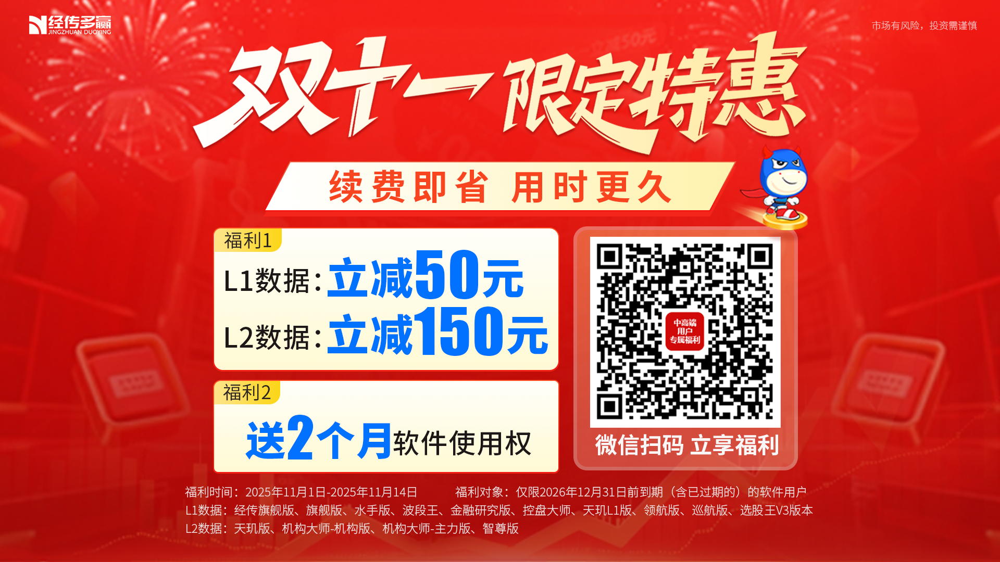 经传多赢
JINGZHUAN DUOYING
市场有风险，投资需谨慎
双十一 限定特惠
续费即省 用时更久
福利1
L1数据：立减50元
L2数据：立减150元
福利2
送2个月软件使用权
中高端
用户
专属福利
微信扫码 立享福利
福利时间：2025年11月1日-2025年11月14日 福利对象：仅限2026年12月31日前到期（含已过期的）的软件用户
L1数据：经传旗舰版、旗舰版、水手版、波段王、金融研究版、控盘大师、天玑L1版、领航版、巡航版、选股王V3版本
L2数据：天玑版、机构大师-机构版、机构大师-主力版、智尊版